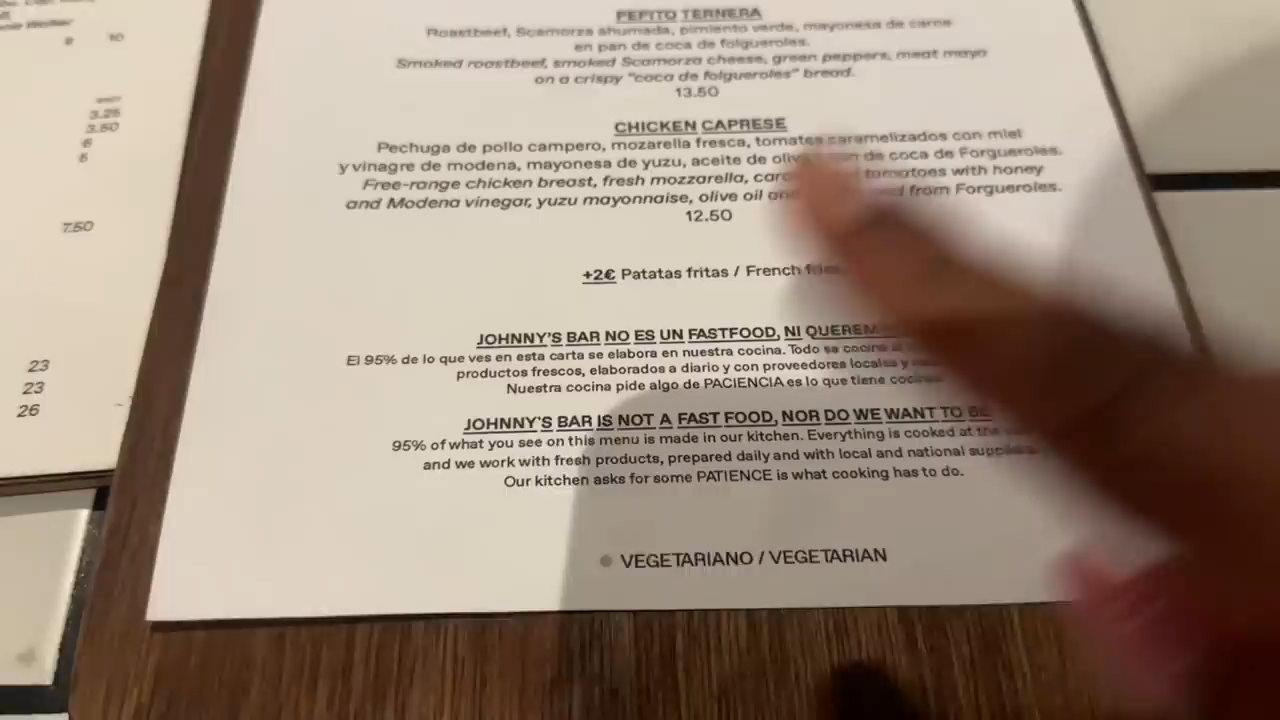 8 10
3.25
3.50
6
6
7.50
23
23
26
PEPITO TERNERA
Roastbeef, Scamorza ahumada, pimiento verde, mayonesa de carne
en pan de coca de folgueroles.
Smoked roastbeef, smoked Scamorza cheese, green peppers, meat mayo
on a crispy "coca de folgueroles" bread.
13.50
CHICKEN CAPRESE
Pechuga de pollo campero, mozarella fresca, tomates caramelizados con miel
y vinagre de modena, mayonesa de yuzu, aceite de oliva de coca de Forgueroles.
Free-range chicken breast, fresh mozzarella, tomatoes with honey
and Modena vinegar, yuzu mayonnaise, olive oil from Forgueroles.
12.50
+2€ Patatas fritas / French fries
JOHNNY'S BAR NO ES UN FASTFOOD, NI
El 95% de lo que ves en esta carta se elabora en nuestra cocina. Todo se
productos frescos, elaborados a diario y con proveedores locales y
Nuestra cocina pide algo de PACIENCIA es lo que tiene
JOHNNY'S BAR IS NOT A FAST FOOD, NOR DO WE WANT TO BE
95% of what you see on this menu is made in our kitchen. Everything is cooked at the
and we work with fresh products, prepared daily and with local and national
Our kitchen asks for some PATIENCE is what cooking has to do.
VEGETARIANO / VEGETARIAN